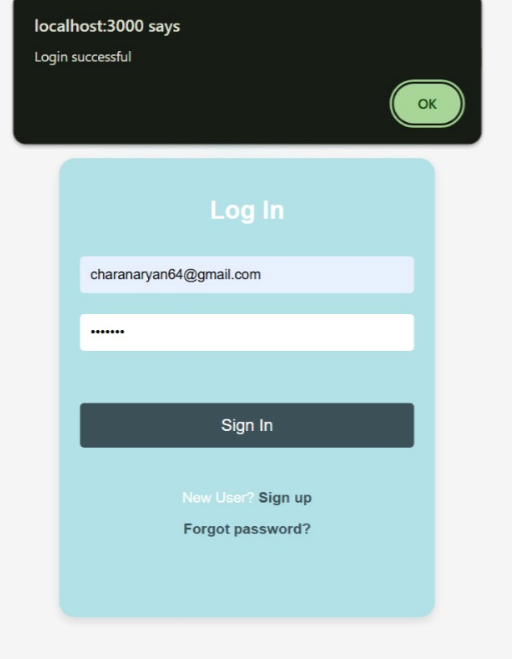 localhost:3000 says
Login successful
OK
Log In
charanaryan64@gmail.com
•••••••
Sign In
New User? Sign up
Forgot password?